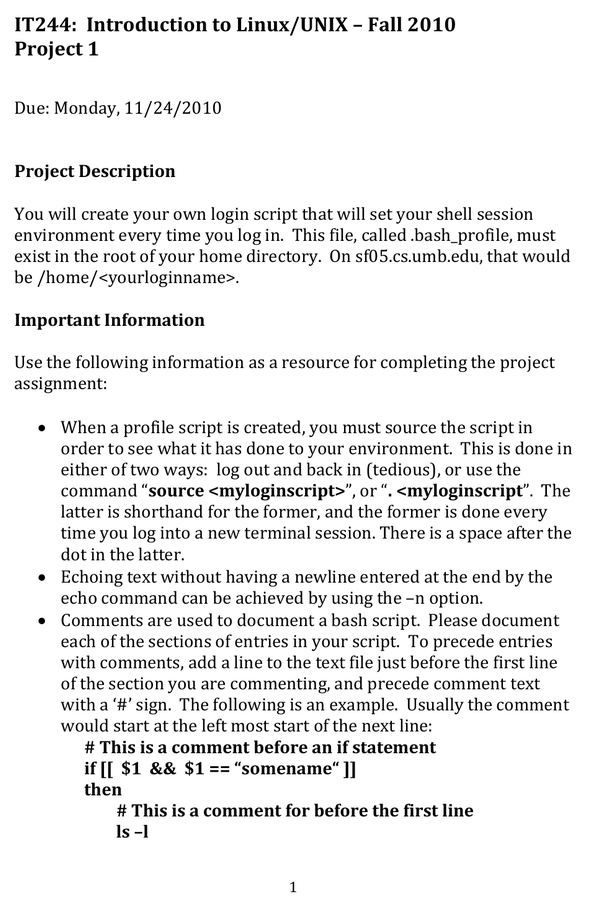 IT244:  Introduction to Linux/UNIX – Fall 2010
Project 1
Due: Monday, 11/24/2010
Project Description
You will create your own login script that will set your shell session
environment every time you log in.  This file, called .bash_profile, must
exist in the root of your home directory.  On sf05.cs.umb.edu, that would
be /home/<yourloginname>.
Important Information
Use the following information as a resource for completing the project
assignment:
• When a profile script is created, you must source the script in
order to see what it has done to your environment.  This is done in
either of two ways:  log out and back in (tedious), or use the
command “source <myloginscript>”, or “. <myloginscript”.  The
latter is shorthand for the former, and the former is done every
time you log into a new terminal session. There is a space after the
dot in the latter.
• Echoing text without having a newline entered at the end by the
echo command can be achieved by using the –n option.
• Comments are used to document a bash script.  Please document
each of the sections of entries in your script.  To precede entries
with comments, add a line to the text file just before the first line
of the section you are commenting, and precede comment text
with a ‘#’ sign.  The following is an example.  Usually the comment
would start at the left most start of the next line:
# This is a comment before an if statement
if [[  $1  &&  $1 == “somename“ ]]
then
# This is a comment for before the first line
ls –l
1